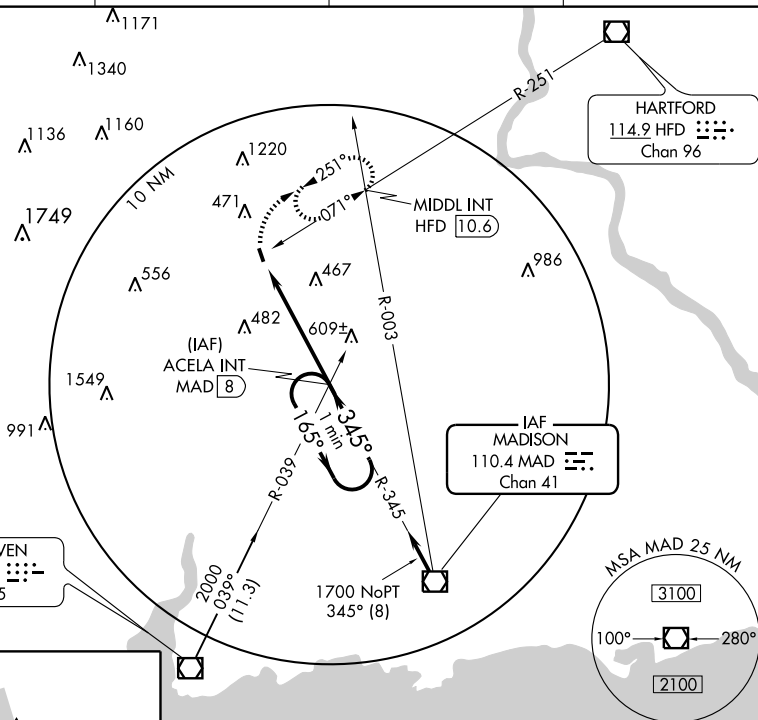 1171
1340
1136
1160
1749
1220
471
10 NM
R-251
HARTFORD
114.9 HFD
Chan 96
251°
071°
MIDDL INT
HFD 10.6
556
467
986
482
609±
R-003
(IAF)
ACELA INT
MAD 8
1549
991
165°
1 min
345°
IAF
MADISON
110.4 MAD
Chan 41
R-039
R-345
VEN
5
2000
039°
(11.3)
1700 NoPT
345° (8)
MSA MAD 25 NM
3100
100°
280°
2100